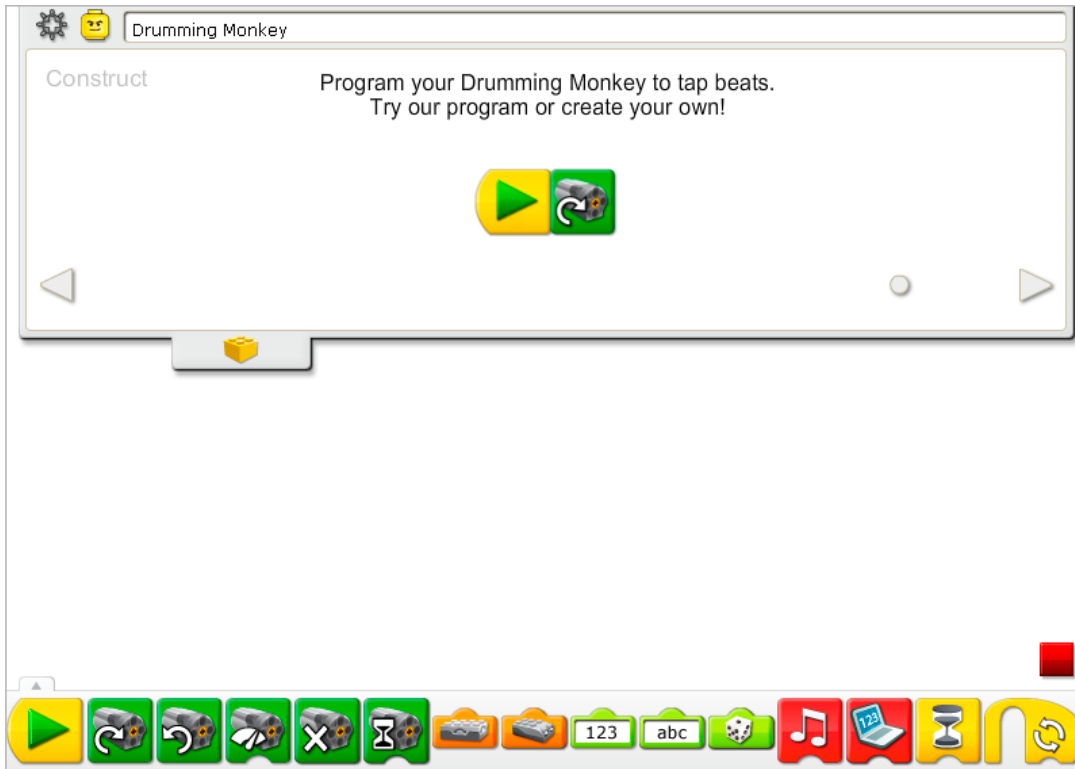 Drumming Monkey
Construct
Program your Drumming Monkey to tap beats.
Try our program or create your own!
123
abc
123